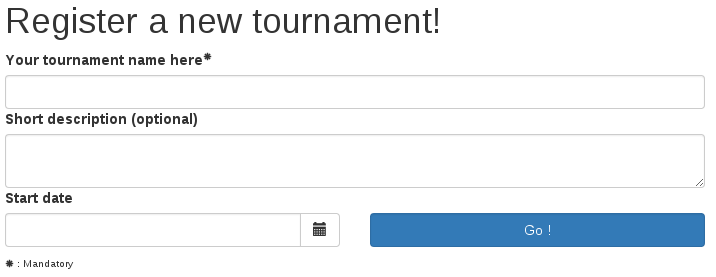 Register a new tournament!
Your tournament name here✸
Short description (optional)
Start date
Go !
✸ : Mandatory